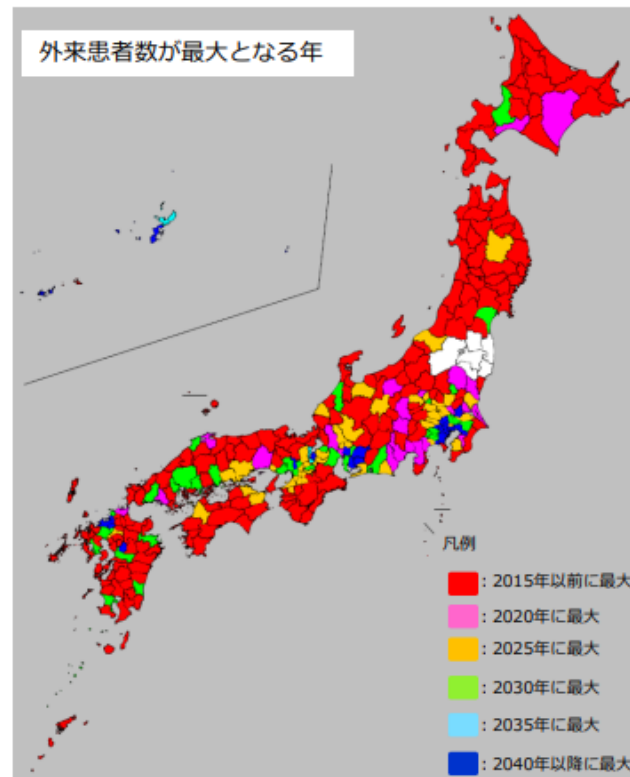 外来患者数が最大となる年
凡例
: 2015年以前に最大
: 2020年に最大
: 2025年に最大
: 2030年に最大
: 2035年に最大
: 2040年以降に最大